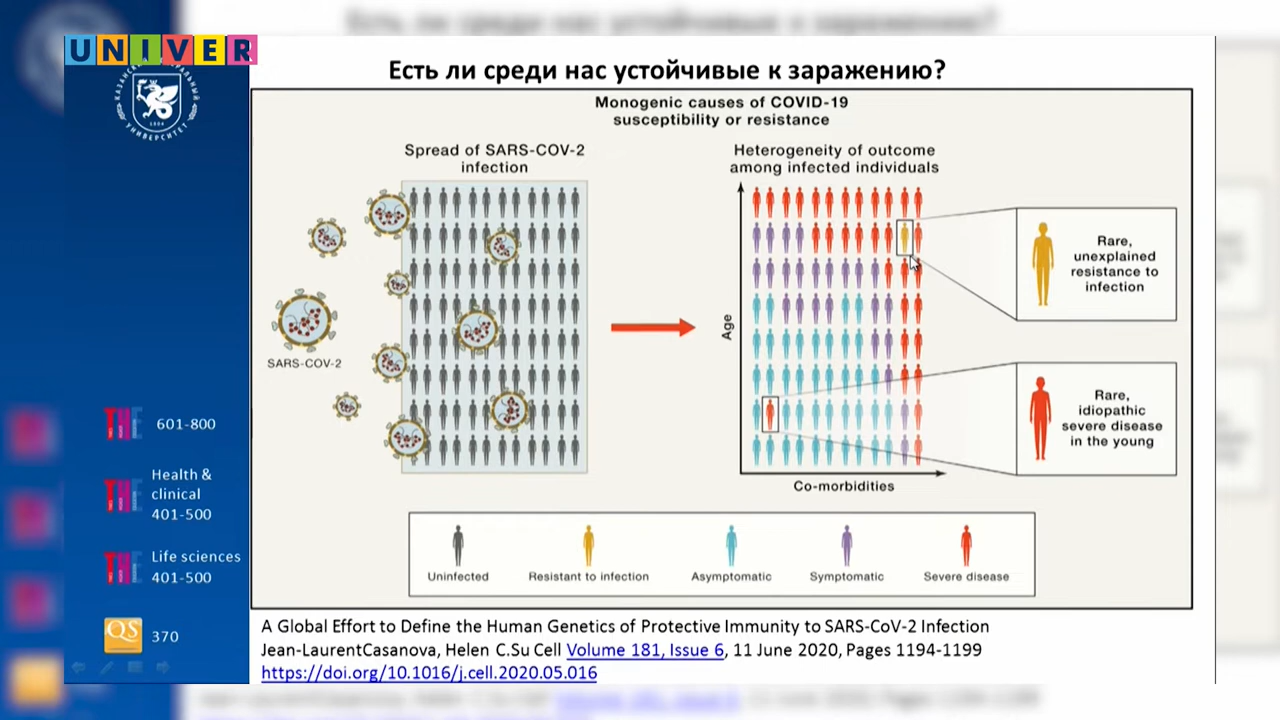 UNIVER
Есть ли среди нас устойчивые к заражению?
Monogenic causes of COVID-19
susceptibility or resistance
Spread of SARS-COV-2
infection
Heterogeneity of outcome
among infected individuals
SARS-COV-2
Age
Co-morbidities
Rare,
unexplained
resistance to
infection
Rare,
idiopathic
severe disease
in the young
Uninfected
Resistant to infection
Asymptomatic
Symptomatic
Severe disease
601-800
Health &
clinical
401-500
Life sciences
401-500
QS
370
A Global Effort to Define the Human Genetics of Protective Immunity to SARS-CoV-2 Infection
Jean-LaurentCasanova, Helen C.Su Cell Volume 181, Issue 6, 11 June 2020, Pages 1194-1199
https://doi.org/10.1016/j.cell.2020.05.016